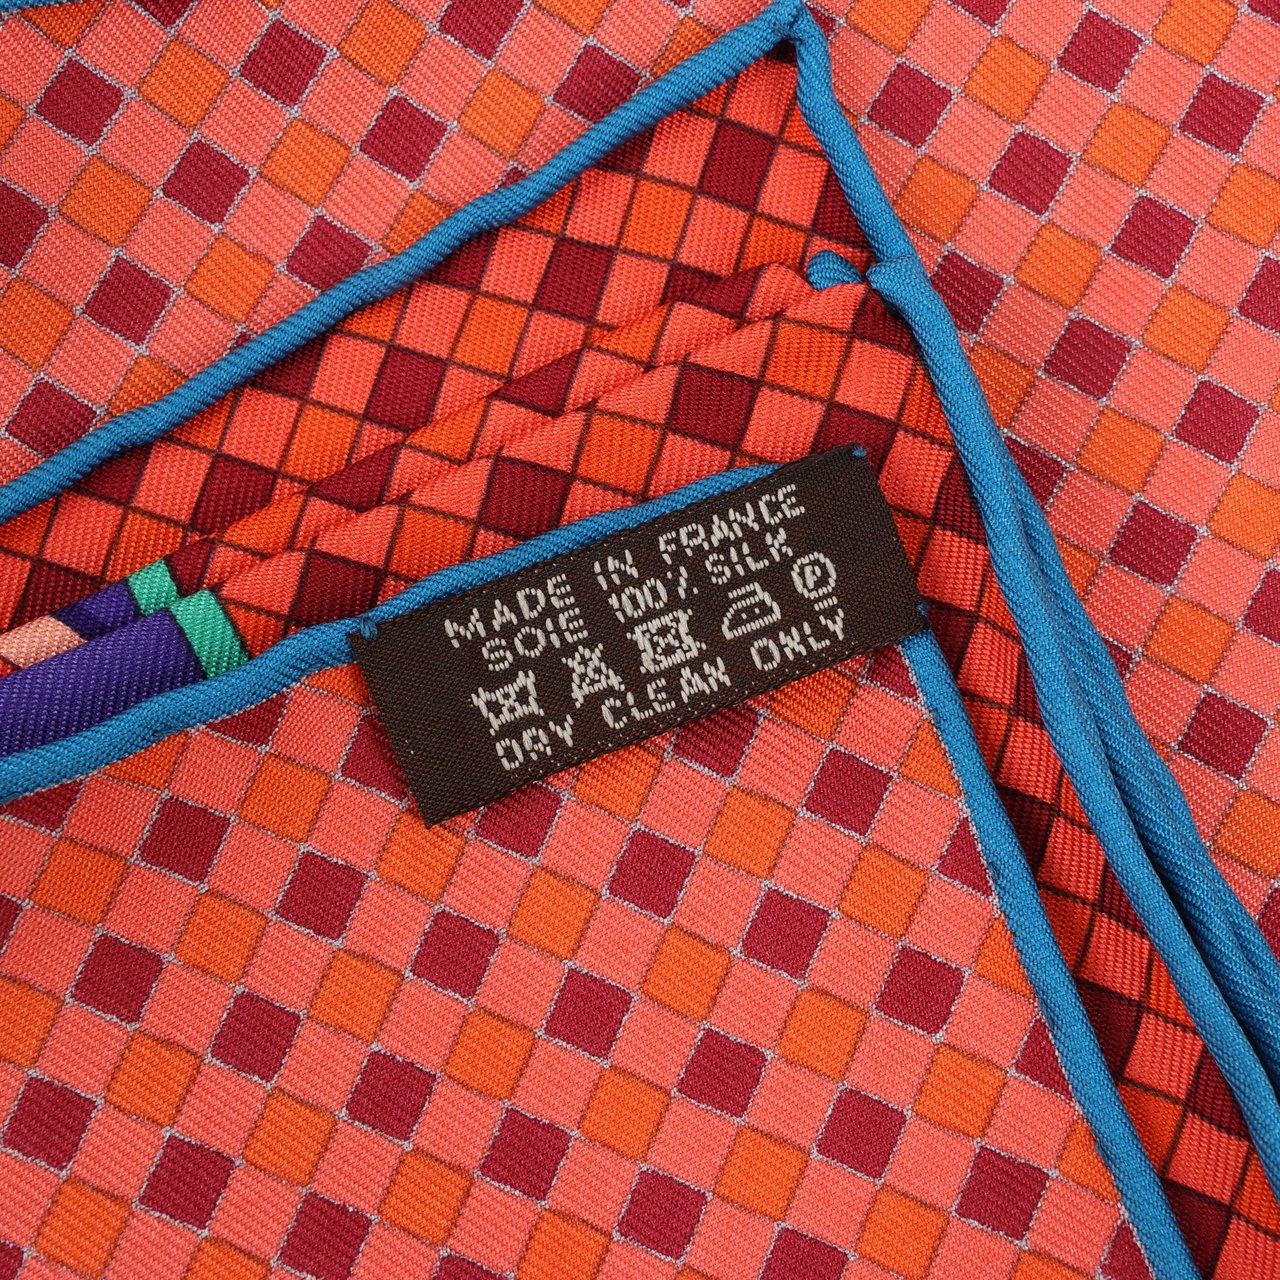 MADE IN FRANCE
SOIE 100% SILK
P
DRY CLEAN ONLY